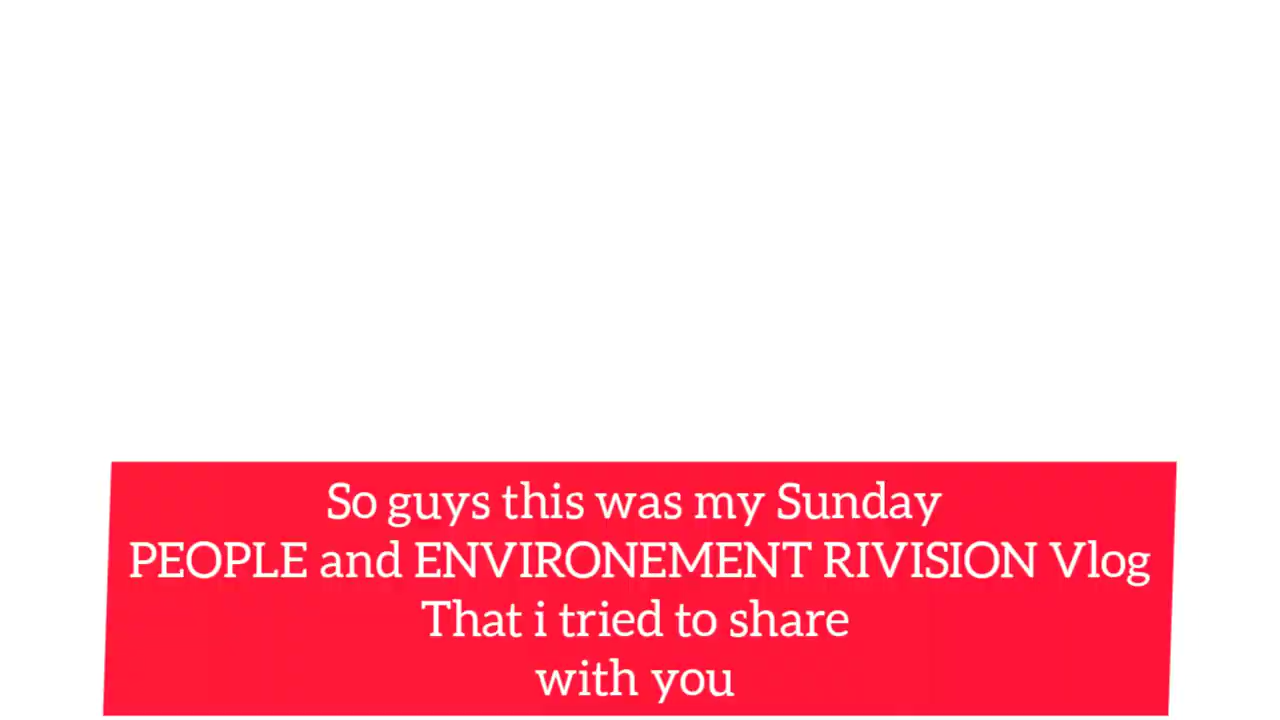 So guys this was my Sunday
PEOPLE and ENVIRONEMENT RIVISION Vlog
That i tried to share
with you